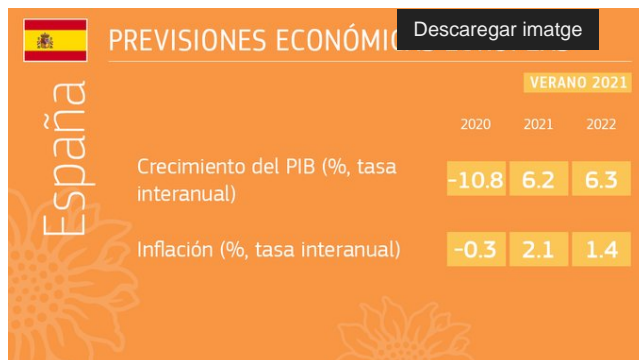 Descaregar imatge
PREVISIONES ECONÓMICAS
VERANO 2021
España
2020 2021 2022
Crecimiento del PIB (%, tasa
interanual)
-10.8 6.2 6.3
Inflación (%, tasa interanual)
-0.3 2.1 1.4